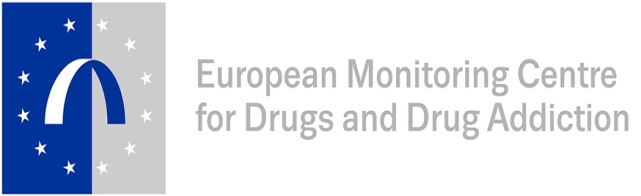 European Monitoring Centre
for Drugs and Drug Addiction